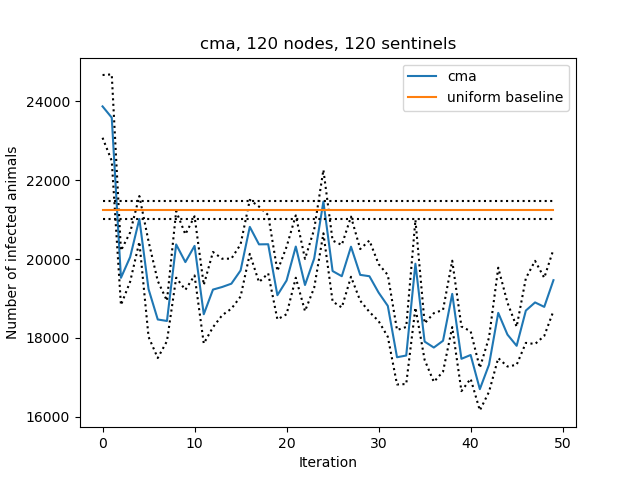 cma, 120 nodes, 120 sentinels
cma
uniform baseline
24000
22000
20000
18000
16000
Number of infected animals
0
10
20
30
40
50
Iteration